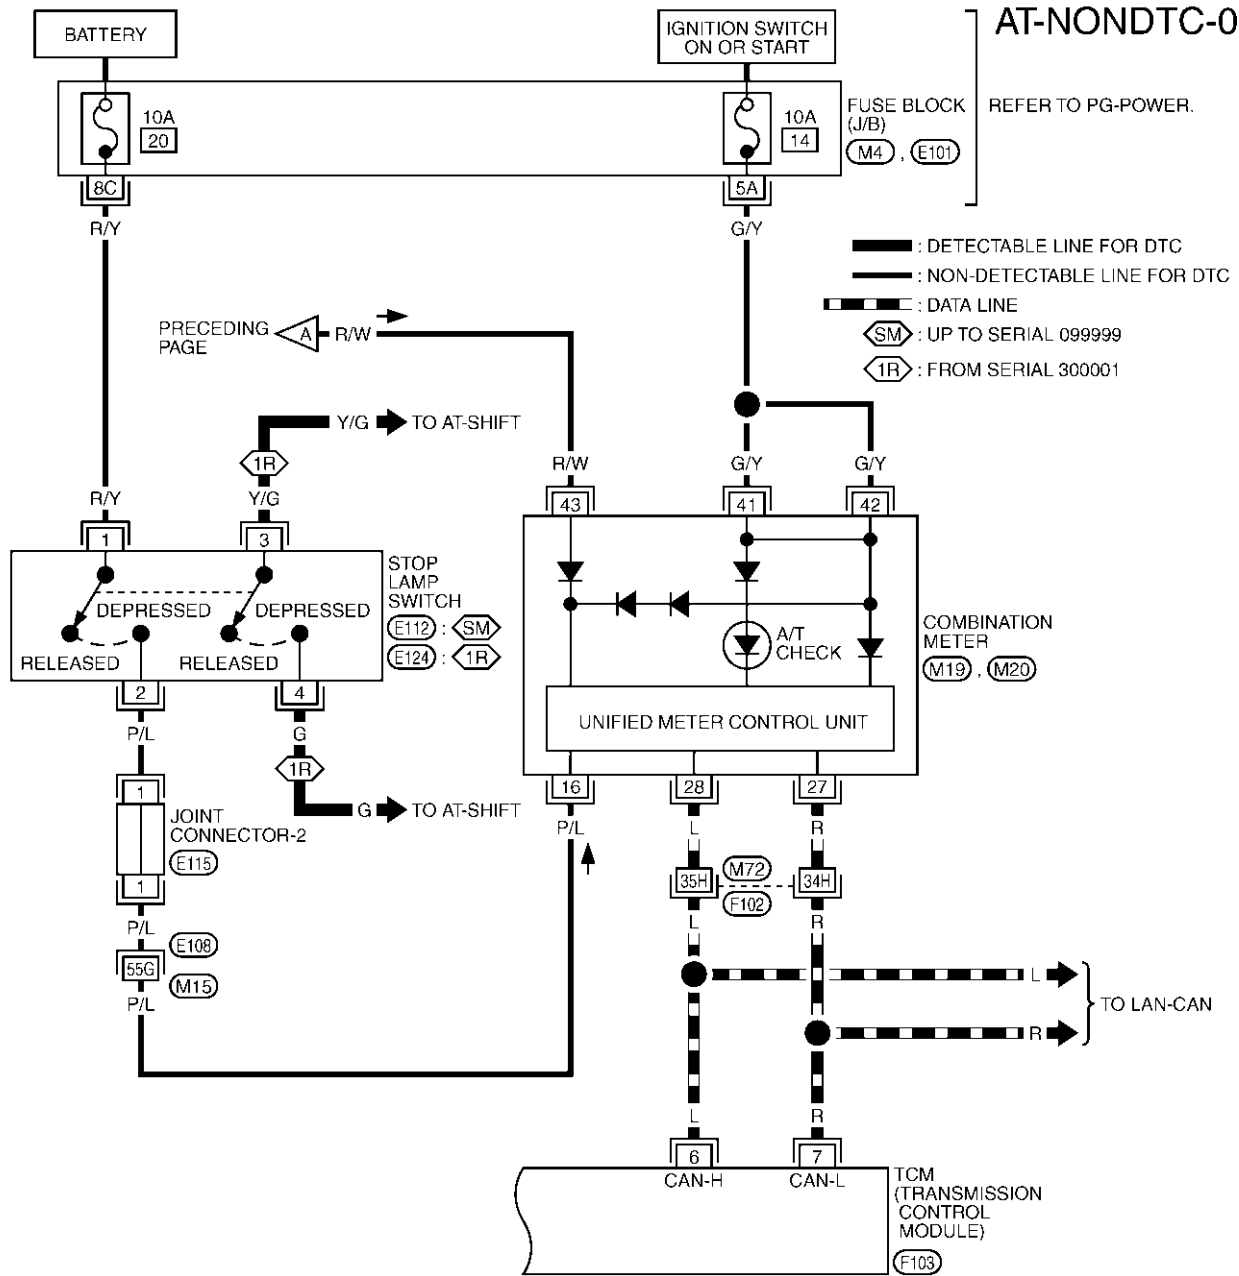 AT-NONDTC-0
BATTERY
IGNITION SWITCH
ON OR START
10A
20
10A
14
FUSE BLOCK
(J/B)
M4 , E101
REFER TO PG-POWER.
8C
5A
R/Y
G/Y
: DETECTABLE LINE FOR DTC
: NON-DETECTABLE LINE FOR DTC
: DATA LINE
SM : UP TO SERIAL 099999
1R : FROM SERIAL 300001
PRECEDING
PAGE
A
R/W
Y/G
TO AT-SHIFT
1R
R/Y
Y/G
R/W
G/Y
G/Y
1
3
43
41
42
STOP
LAMP
SWITCH
E112 : SM
E124 : 1R
DEPRESSED
DEPRESSED
RELEASED
RELEASED
A/T
CHECK
COMBINATION
METER
M19 , M20
UNIFIED METER CONTROL UNIT
2
4
P/L
G
1R
G
TO AT-SHIFT
16
28
27
P/L
L
R
1
JOINT
CONNECTOR-2
E115
1
35H
M72
F102
34H
P/L
L
R
E108
55G
M15
P/L
L
R
TO LAN-CAN
L
R
6
7
CAN-H
CAN-L
TCM
(TRANSMISSION
CONTROL
MODULE)
F103